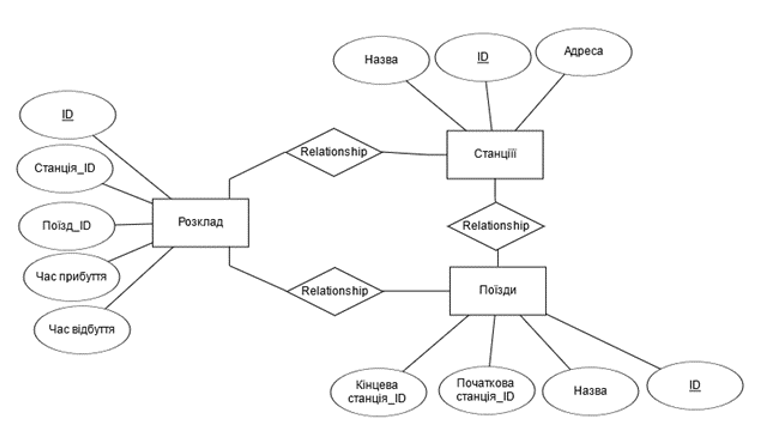 Назва
ID
Адреса
ID
Relationship
Станціїї
Станція_ID
Розклад
Поїзд_ID
Relationship
Час прибуття
Relationship
Поїзди
Час відбуття
Кінцева
станція_ID
Початкова
станція_ID
Назва
ID